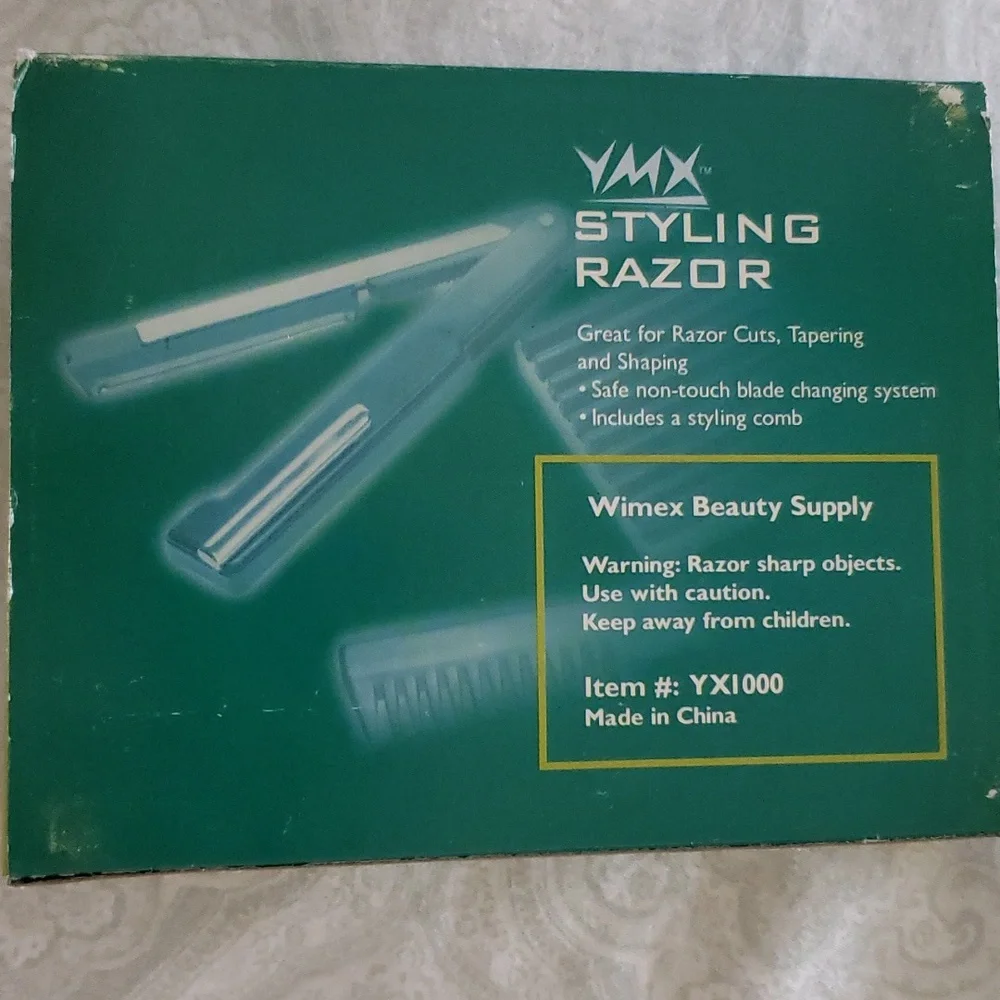 YMX™
STYLING
RAZOR
Great for Razor Cuts, Tapering
and Shaping
• Safe non-touch blade changing system
• Includes a styling comb
Wimex Beauty Supply
Warning: Razor sharp objects.
Use with caution.
Keep away from children.
Item #: YX1000
Made in China